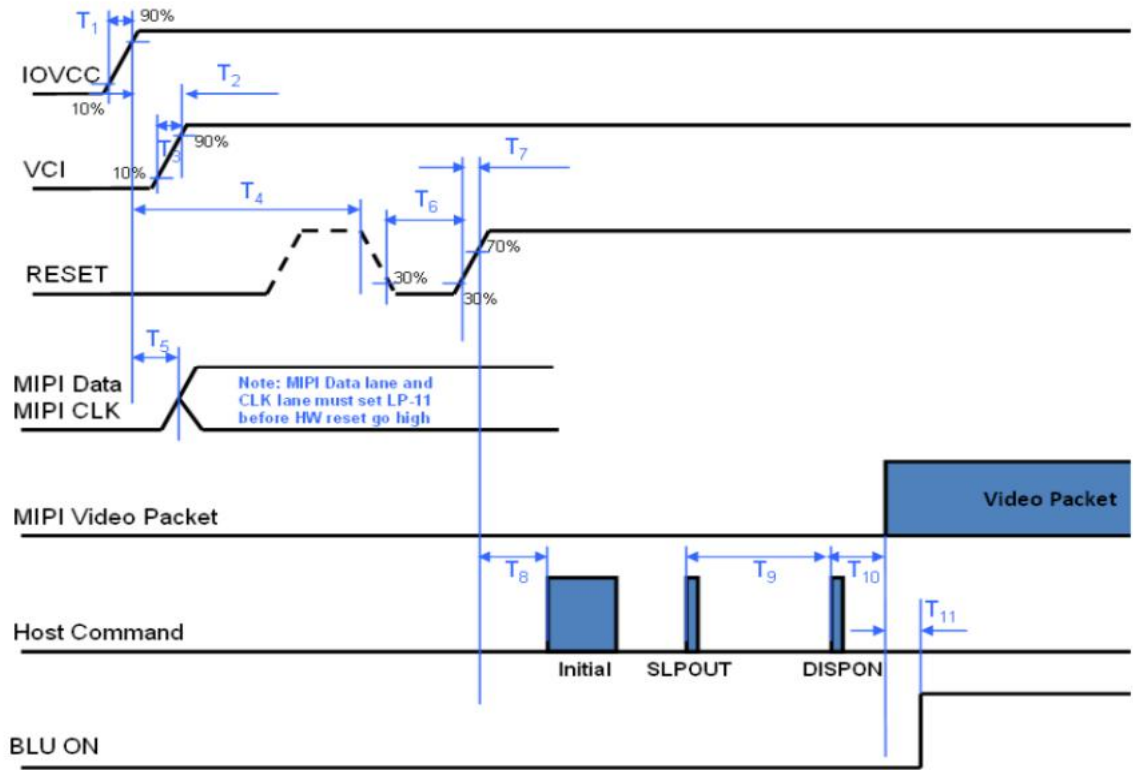 T1
90%
IOVCC
10%
T2
T3
90%
10%
VCI
T7
T4
T6
70%
RESET
30%
30%
T5
MIPI Data
MIPI CLK
Note: MIPI Data lane and
CLK lane must set LP-11
before HW reset go high
Video Packet
MIPI Video Packet
T8
T9
T10
T11
Host Command
Initial
SLPOUT
DISPON
BLU ON